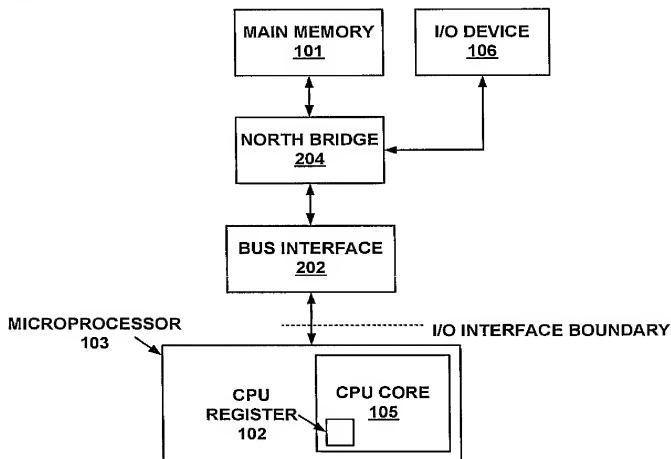 MAIN MEMORY
101
I/O DEVICE
106
NORTH BRIDGE
204
BUS INTERFACE
202
MICROPROCESSOR
103
I/O INTERFACE BOUNDARY
CPU
REGISTER
102
CPU CORE
105